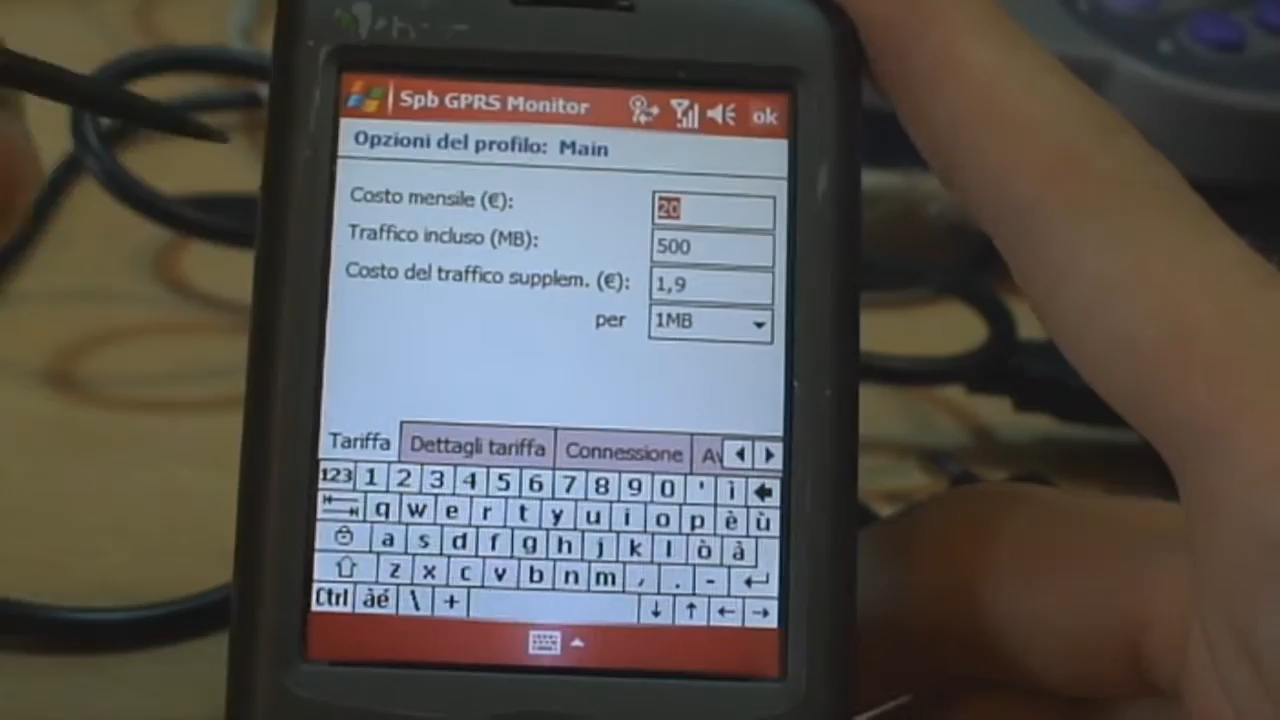 Spb GPRS Monitor ok
Opzioni del profilo: Main
Costo mensile (€): 20
Traffico incluso (MB): 500
Costo del traffico supplem. (€): 1,9
per 1MB
Tariffa Dettagli tariffa Connessione
123 1 2 3 4 5 6 7 8 9 0 ' ì
q w e r t y u i o p è ù
a s d f g h j k l ò à
z x c v b n m , . -
Ctrl àé \ +